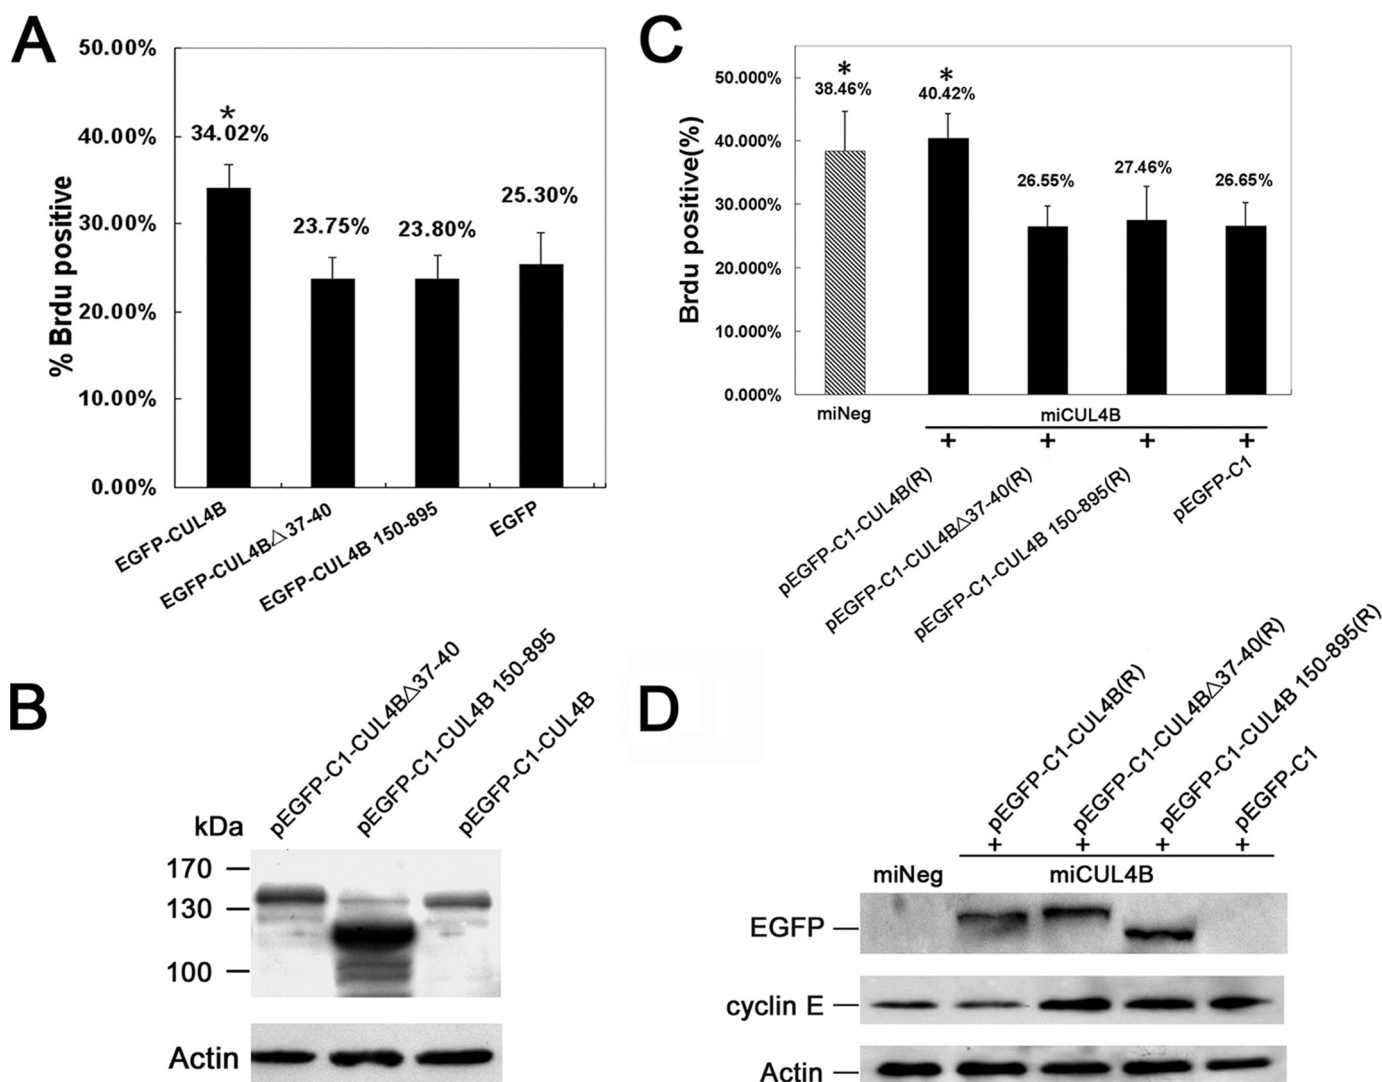 A
50.00%
40.00%
30.00%
20.00%
10.00%
0.00%
% Brdu positive
*
34.02%
23.75%
23.80%
25.30%
EGFP-CUL4B
EGFP-CUL4B△37-40
EGFP-CUL4B 150-895
EGFP
C
50.000%
40.000%
30.000%
20.000%
10.000%
0.000%
Brdu positive(%)
*
38.46%
*
40.42%
26.55%
27.46%
26.65%
miNeg
miCUL4B
+ + + +
pEGFP-C1-CUL4B(R)
pEGFP-C1-CUL4B△37-40(R)
pEGFP-C1-CUL4B 150-895(R)
pEGFP-C1
B
pEGFP-C1-CUL4B△37-40
pEGFP-C1-CUL4B 150-895
pEGFP-C1-CUL4B
kDa
170
130
100
Actin
D
pEGFP-C1-CUL4B(R)
pEGFP-C1-CUL4B△37-40(R)
pEGFP-C1-CUL4B 150-895(R)
pEGFP-C1
+ + + +
miNeg miCUL4B
EGFP
cyclin E
Actin